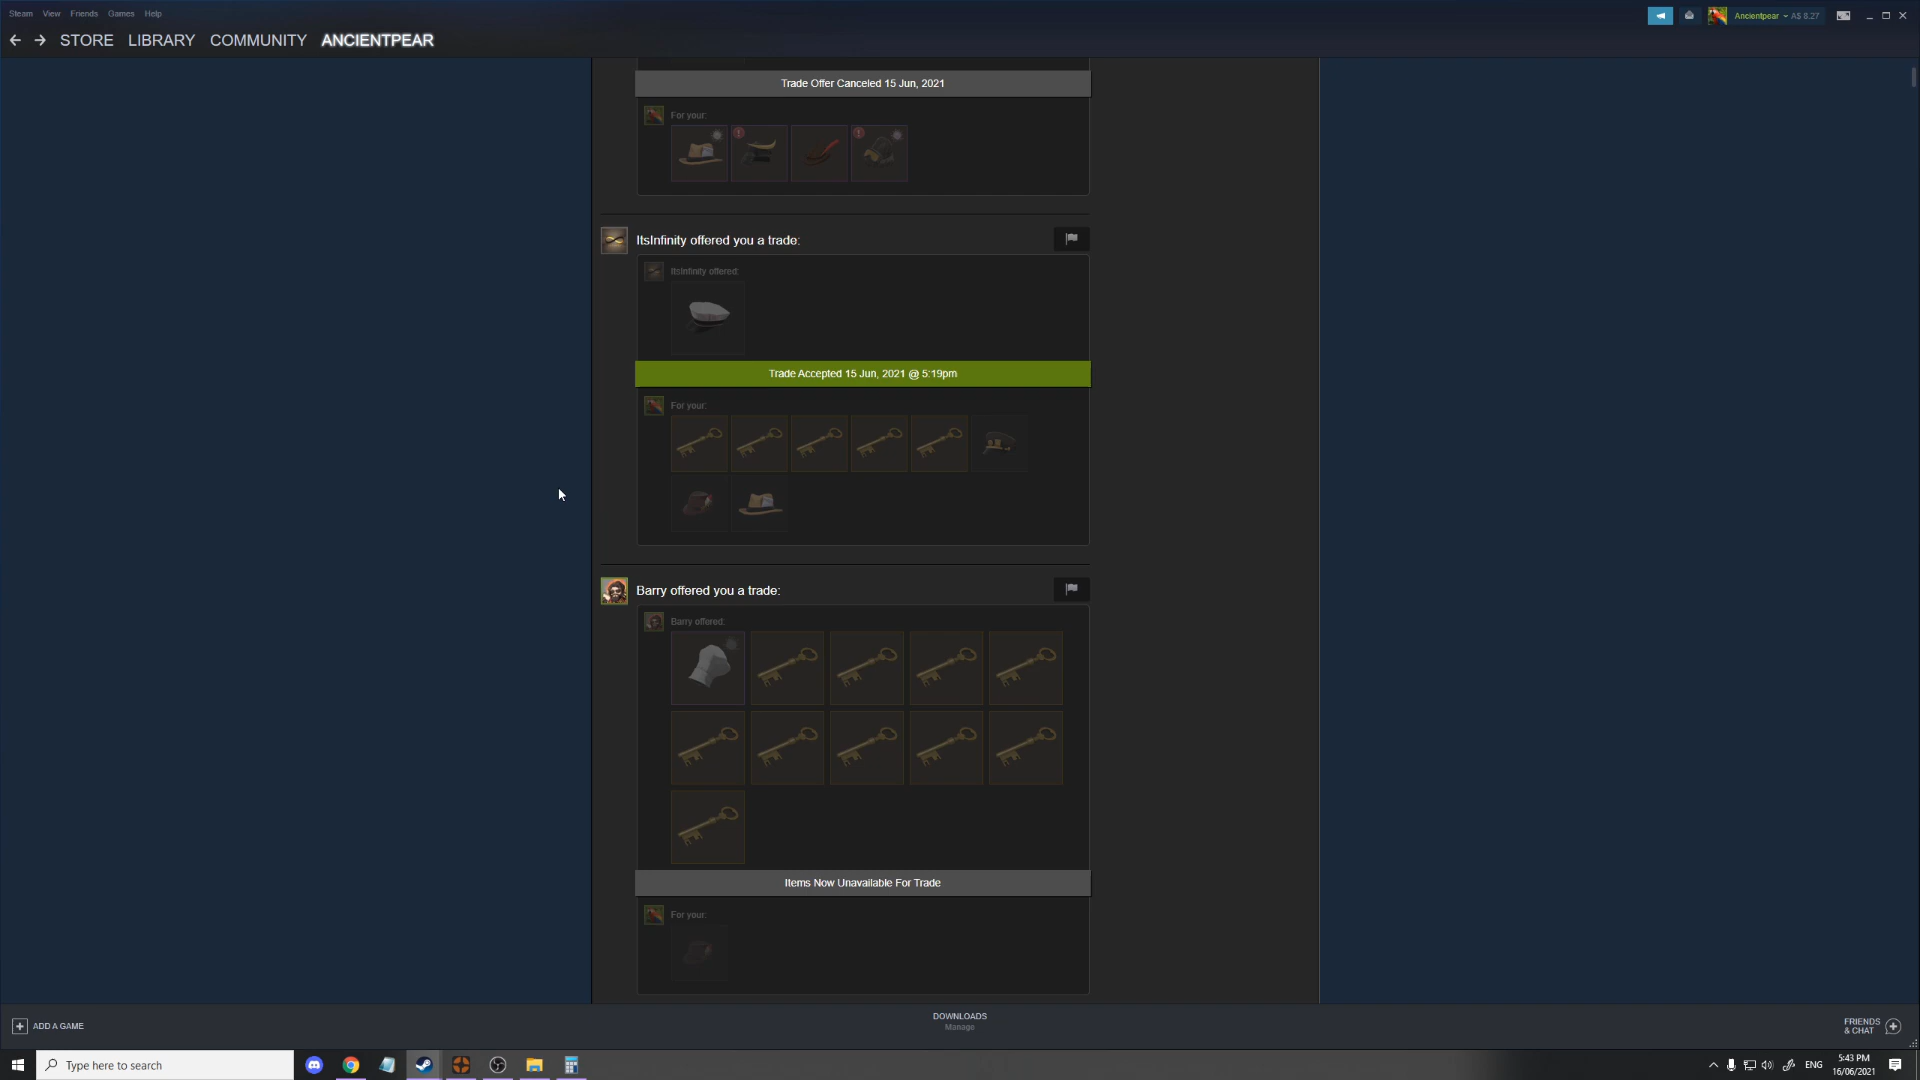 Steam View Friends Games Help
Ancientpear A$ 8.27
STORE LIBRARY COMMUNITY ANCIENTPEAR
Trade Offer Canceled 15 Jun, 2021
For your:
ItsInfinity offered you a trade:
ItsInfinity offered:
Trade Accepted 15 Jun, 2021 @ 5:19pm
For your:
Barry offered you a trade:
Barry offered:
Items Now Unavailable For Trade
For your:
ADD A GAME
DOWNLOADS
Manage
FRIENDS
& CHAT
Type here to search
ENG
5:43 PM
16/06/2021